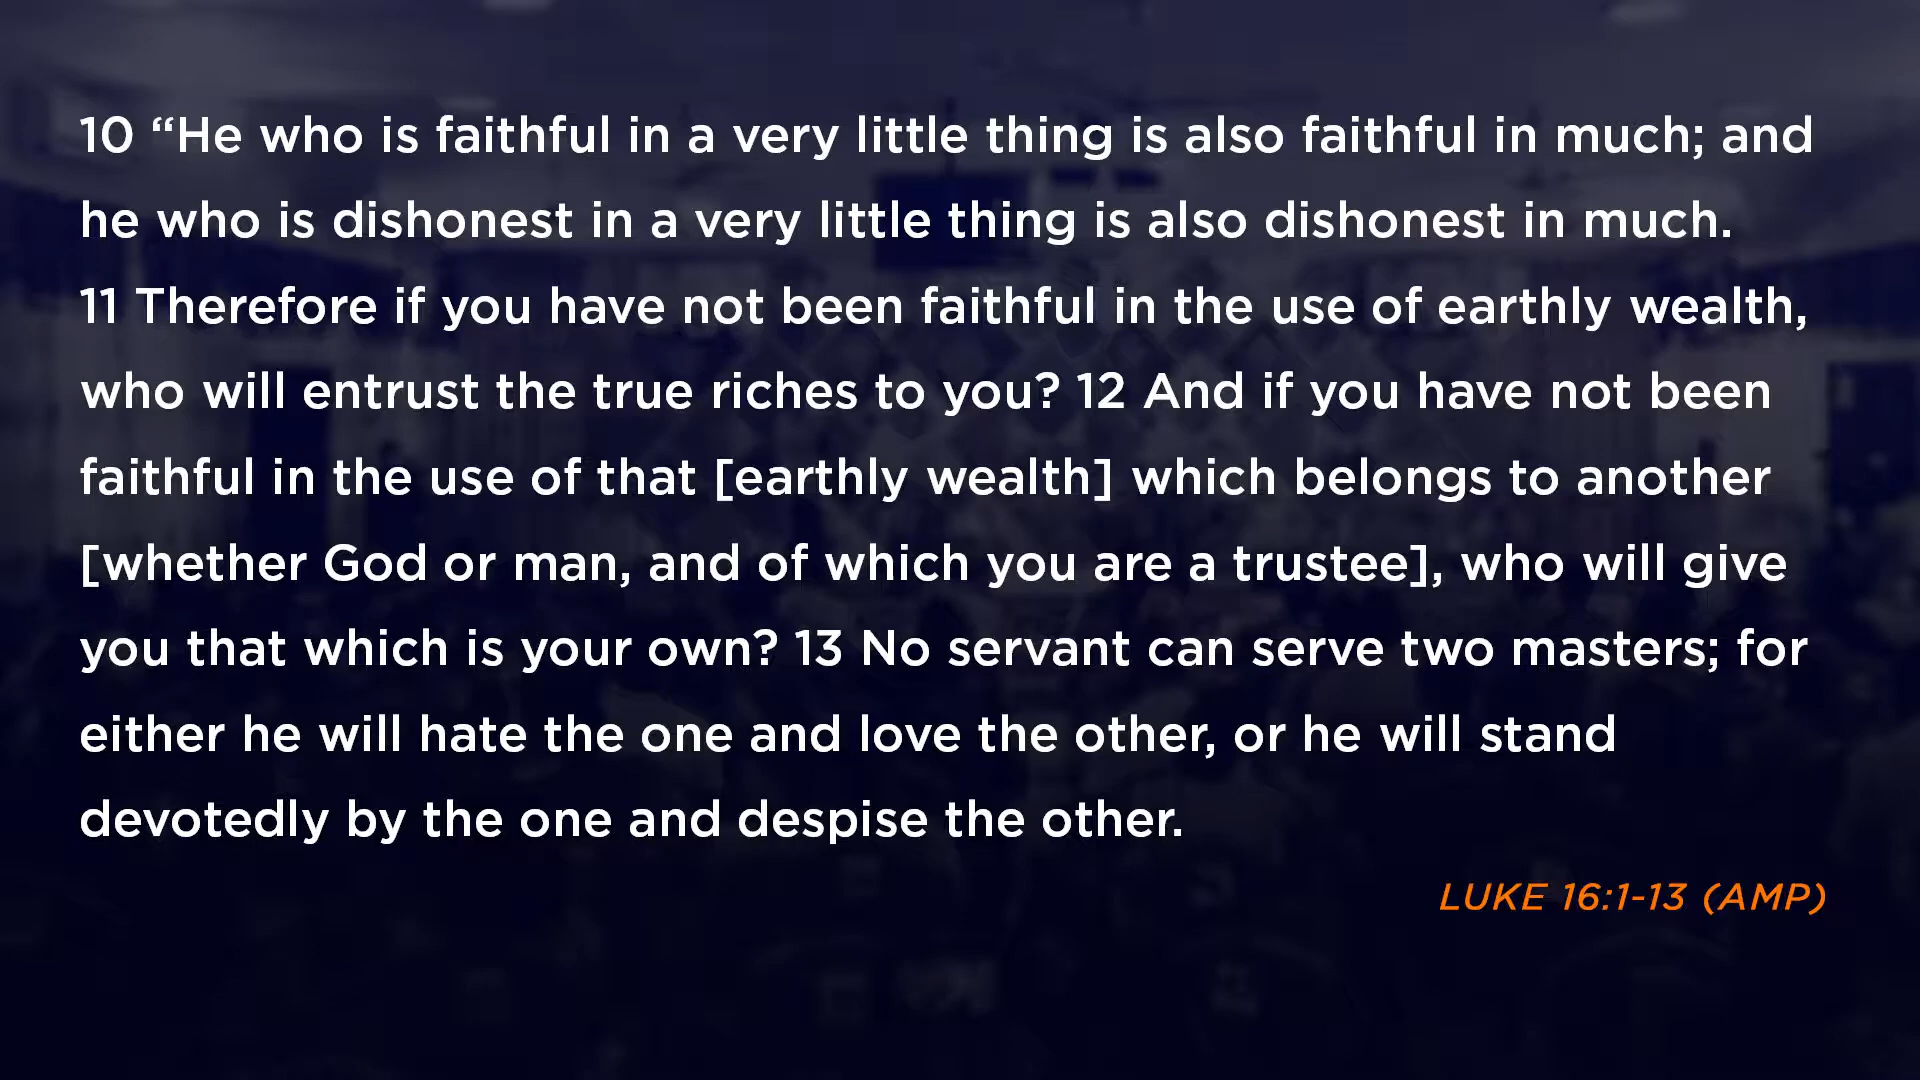 10 “He who is faithful in a very little thing is also faithful in much; and
he who is dishonest in a very little thing is also dishonest in much.
11 Therefore if you have not been faithful in the use of earthly wealth,
who will entrust the true riches to you? 12 And if you have not been
faithful in the use of that [earthly wealth] which belongs to another
[whether God or man, and of which you are a trustee], who will give
you that which is your own? 13 No servant can serve two masters; for
either he will hate the one and love the other, or he will stand
devotedly by the one and despise the other.
LUKE 16:1-13 (AMP)